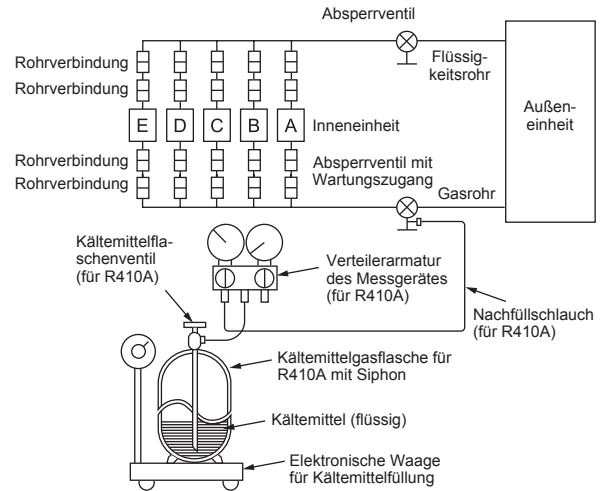 Absperrventil
Rohrverbindung
Rohrverbindung
Flüssig-
keitsrohr
Außen-
einheit
E D C B A
Inneneinheit
Rohrverbindung
Rohrverbindung
Absperrventil mit
Wartungszugang
Gasrohr
Kältemittelfla-
schenventil
(für R410A)
Verteilerarmatur
des Messgerätes
(für R410A)
Nachfüllschlauch
(für R410A)
Kältemittelgasflasche für
R410A mit Siphon
Kältemittel (flüssig)
Elektronische Waage
für Kältemittelfüllung